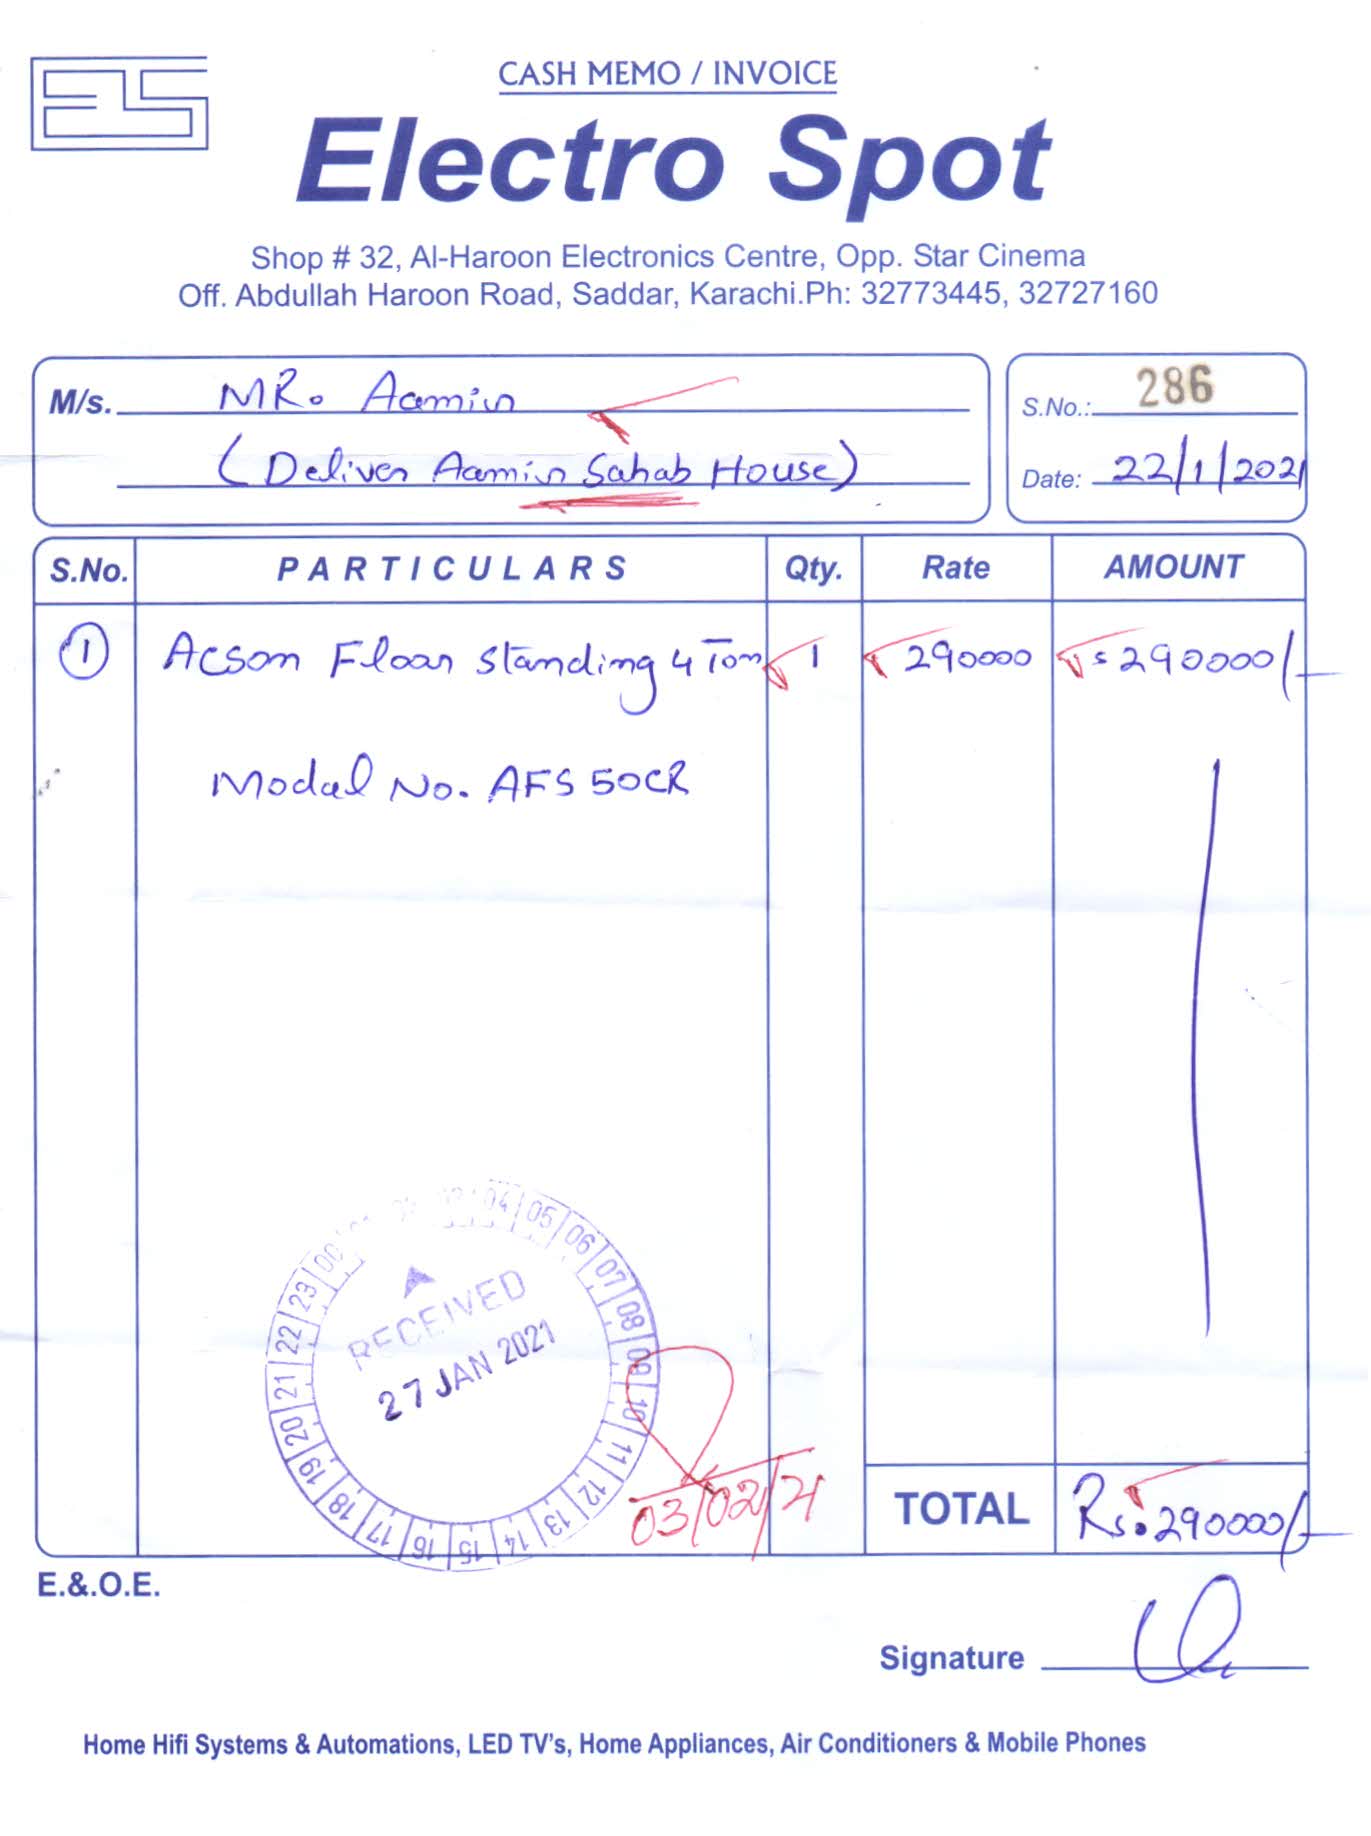 ES
CASH MEMO / INVOICE
Electro Spot
Shop # 32, Al-Haroon Electronics Centre, Opp. Star Cinema
Off. Abdullah Haroon Road, Saddar, Karachi.Ph: 32773445, 32727160
M/s. MR. Aamir
(Deliver Aamir Sahab House)
S.No.: 286
Date: 22/1/2021
S.No. PARTICULARS Qty. Rate AMOUNT
1 Acson Floor standing 4 Ton 1 290000 290000/-
Modal No. AFS 50CR
04 05 06 07 08 09 10 11 12 13 14 15 16 17 18 19 20 21 22 23 00
RECEIVED
27 JAN 2021
03/02/21
TOTAL Rs. 290000/-
E.&.O.E.
Signature
Home Hifi Systems & Automations, LED TV's, Home Appliances, Air Conditioners & Mobile Phones